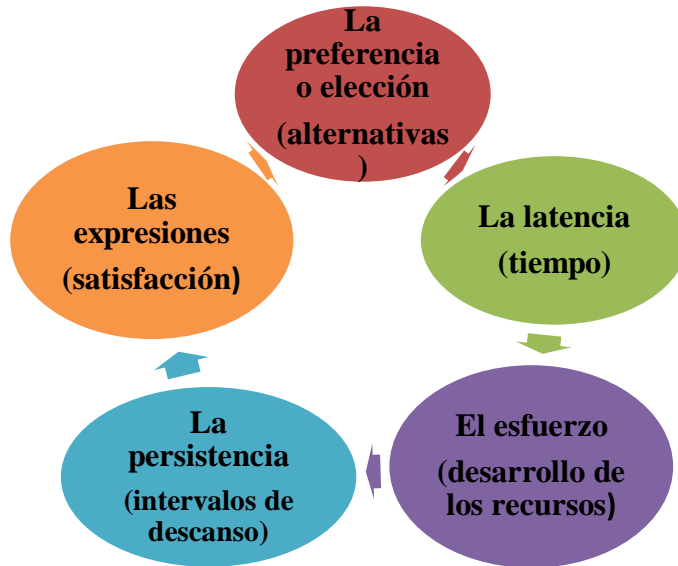 La
preferencia
o elección
(alternativas
)
La latencia
(tiempo)
El esfuerzo
(desarrollo de
los recursos)
La
persistencia
(intervalos de
descanso)
Las
expresiones
(satisfacción)